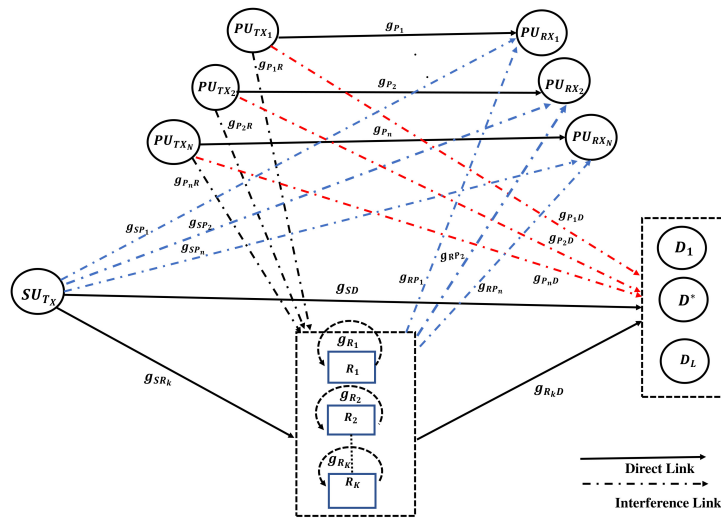 PU_{TX_1} g_{P_1} PU_{RX_1}
g_{P_1R}
PU_{TX_2} g_{P_2} PU_{RX_2}
g_{P_2R}
PU_{TX_N} g_{P_n} PU_{RX_N}
g_{P_nR}
g_{SP_1} g_{SP_2} g_{P_1D}
g_{P_2D}
g_{SP_n} g_{RP_1} g_{RP_2} g_{P_nD}
g_{RP_n}
D_1
SU_{TX} g_{SD} D^*
g_{R_1}
D_L
g_{SR_k} R_1 g_{R_kD}
g_{R_2}
R_2
g_{R_K}
R_K
Direct Link
Interference Link